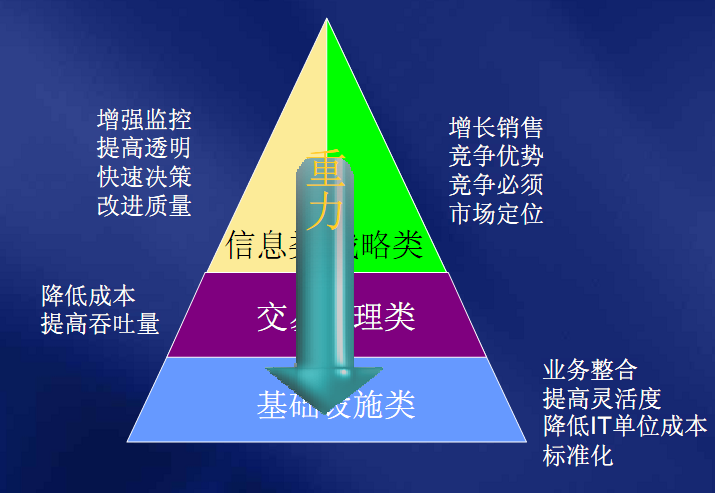 增强监控
提高透明
快速决策
改进质量
增长销售
竞争优势
竞争必须
市场定位
重
力
信息类
略类
降低成本
提高吞吐量
交 理类
基础设施类
业务整合
提高灵活度
降低IT单位成本
标准化